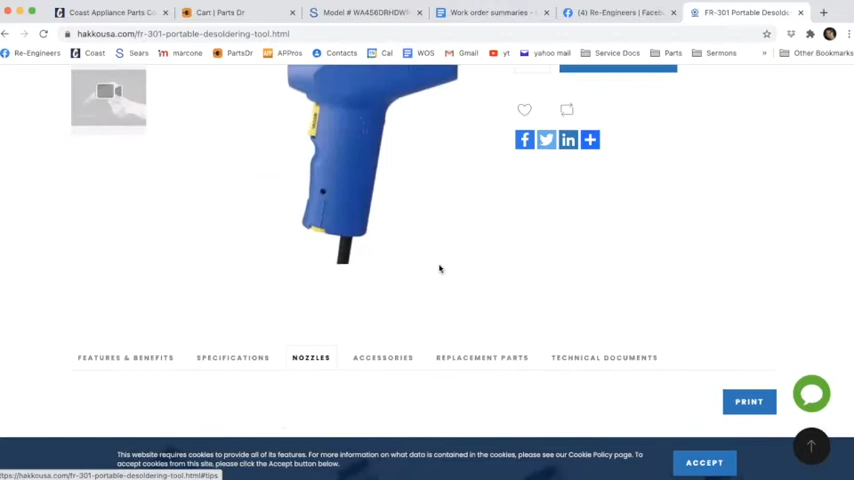 Coast Appliance Parts Co
Cart | Parts Dr
Model # WA456DRHDW
Work order summaries -
(4) Re-Engineers | Faceb
FR-301 Portable Desolde
hakkousa.com/fr-301-portable-desoldering-tool.html
Re-Engineers
Coast
Sears
marcone
PartsDr
APPros
Contacts
Cal
WOS
Gmail
yt
yahoo mail
Service Docs
Parts
Sermons
»
Other Bookmarks
FEATURES & BENEFITS
SPECIFICATIONS
NOZZLES
ACCESSORIES
REPLACEMENT PARTS
TECHNICAL DOCUMENTS
PRINT
This website requires cookies to provide all of its features. For more information on what data is contained in the cookies, please see our Cookie Policy page. To
accept cookies from this site, please click the Accept button below.
ACCEPT
ttps://hakkousa.com/fr-301-portable-desoldering-tool.html#tips